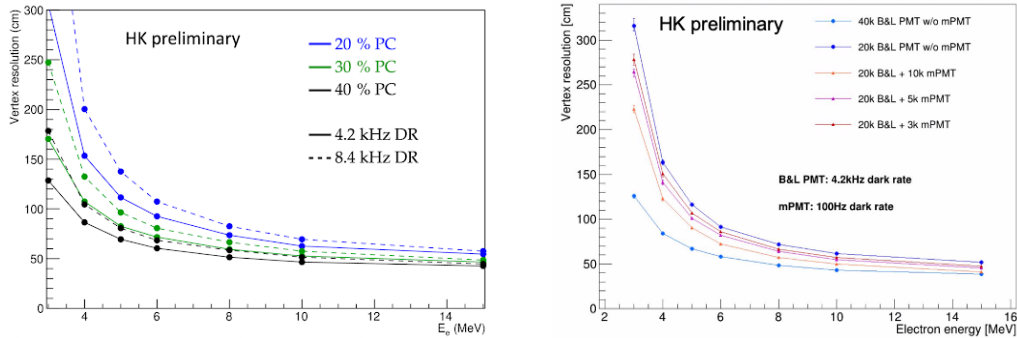 Vertex resolution (cm)
300
250
200
150
100
50
0
4
6
8
10
12
14
E_e (MeV)
HK preliminary
20 % PC
30 % PC
40 % PC
4.2 kHz DR
8.4 kHz DR
Vertex resolution [cm]
300
250
200
150
100
50
0
2
4
6
8
10
12
14
16
Electron energy [MeV]
HK preliminary
40k B&L PMT w/o mPMT
20k B&L PMT w/o mPMT
20k B&L + 10k mPMT
20k B&L + 5k mPMT
20k B&L + 3k mPMT
B&L PMT: 4.2kHz dark rate
mPMT: 100Hz dark rate